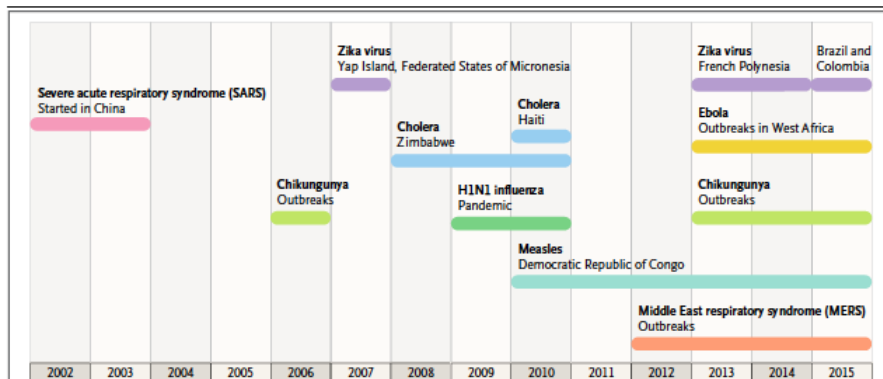 Zika virus
Yap Island, Federated States of Micronesia
Zika virus
French Polynesia
Brazil and
Colombia
Severe acute respiratory syndrome (SARS)
Started in China
Cholera
Haiti
Ebola
Outbreaks in West Africa
Cholera
Zimbabwe
Chikungunya
Outbreaks
H1N1 influenza
Pandemic
Chikungunya
Outbreaks
Measles
Democratic Republic of Congo
Middle East respiratory syndrome (MERS)
Outbreaks
2002 2003 2004 2005 2006 2007 2008 2009 2010 2011 2012 2013 2014 2015